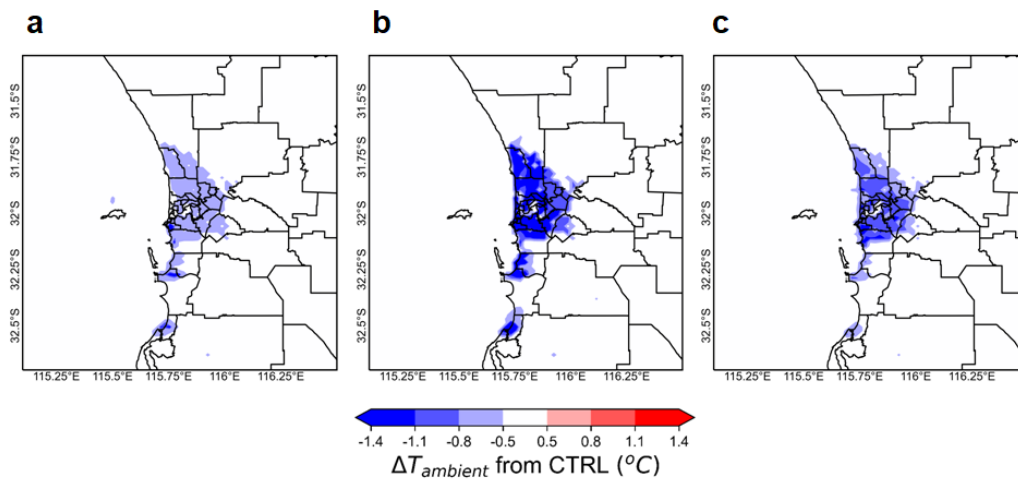 a
b
c
31.5°S
31.75°S
32°S
32.25°S
32.5°S
115.25°E 115.5°E 115.75°E 116°E 116.25°E
31.5°S
31.75°S
32°S
32.25°S
32.5°S
115.25°E 115.5°E 115.75°E 116°E 116.25°E
31.5°S
31.75°S
32°S
32.25°S
32.5°S
115.25°E 115.5°E 115.75°E 116°E 116.25°E
-1.4 -1.1 -0.8 -0.5 0.5 0.8 1.1 1.4
ΔT_ambient from CTRL (°C)